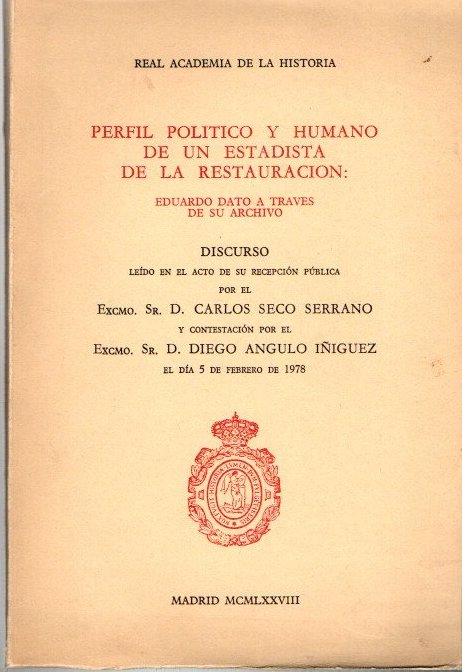 REAL ACADEMIA DE LA HISTORIA
PERFIL POLITICO Y HUMANO
DE UN ESTADISTA
DE LA RESTAURACION:
EDUARDO DATO A TRAVES
DE SU ARCHIVO
DISCURSO
LEÍDO EN EL ACTO DE SU RECEPCIÓN PÚBLICA
POR EL
EXCMO. SR. D. CARLOS SECO SERRANO
Y CONTESTACIÓN POR EL
EXCMO. SR. D. DIEGO ANGULO IÑIGUEZ
EL DÍA 5 DE FEBRERO DE 1978
MADRID MCMLXXVIII